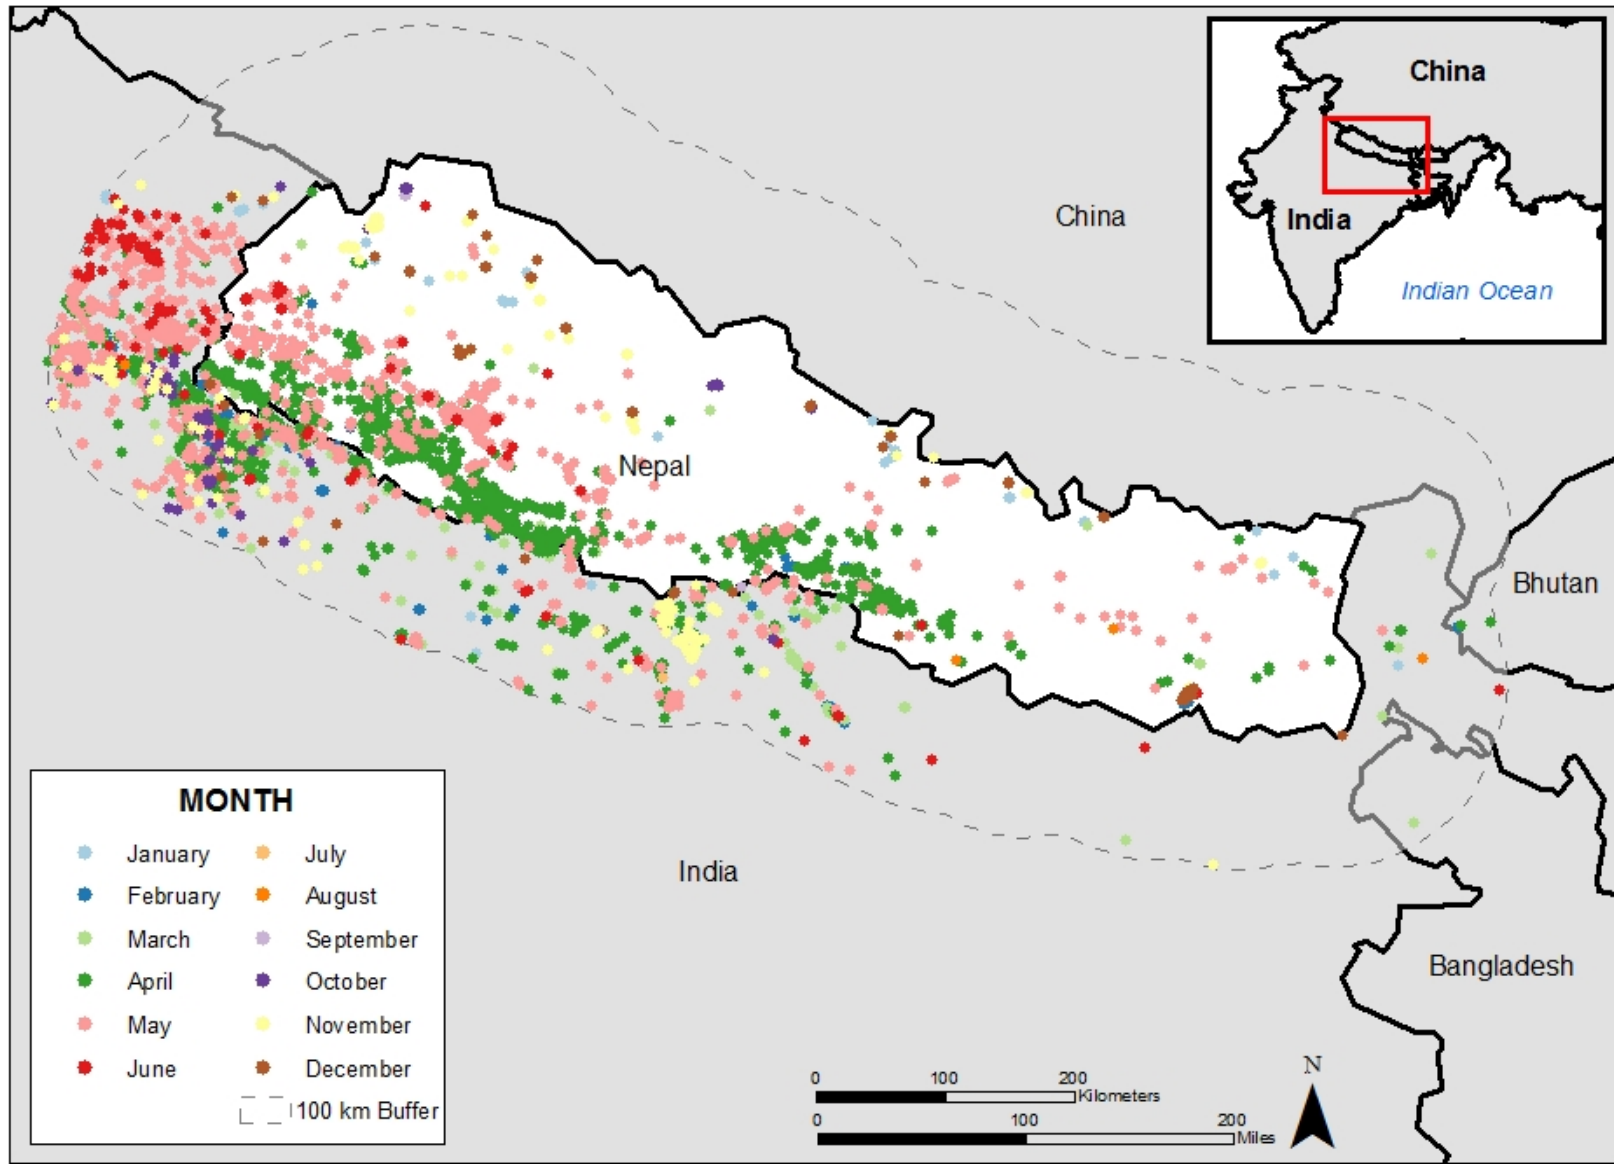 China
India
Indian Ocean
China
Nepal
Bhutan
India
Bangladesh
MONTH
January
February
March
April
May
June
July
August
September
October
November
December
100 km Buffer
0 100 200
Kilometers
0 100 200
Miles
N